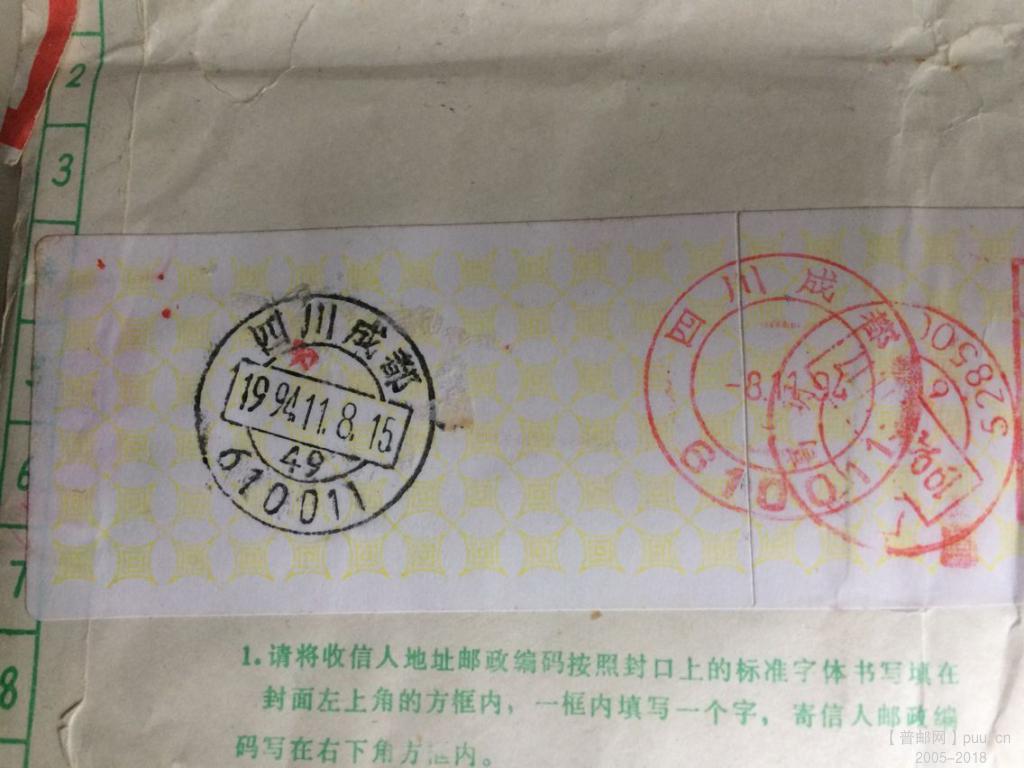 2
3
四川成都
1994.11.8.15
49
610011
四川成都
-8.11.94
610011
528500
6
7
8
1.请将收信人地址邮政编码按照封口上的标准字体书写填在
封面左上角的方框内，一框内填写一个字，寄信人邮政编
码写在右下角方框内。
【普邮网】puu.cn
2005-2018